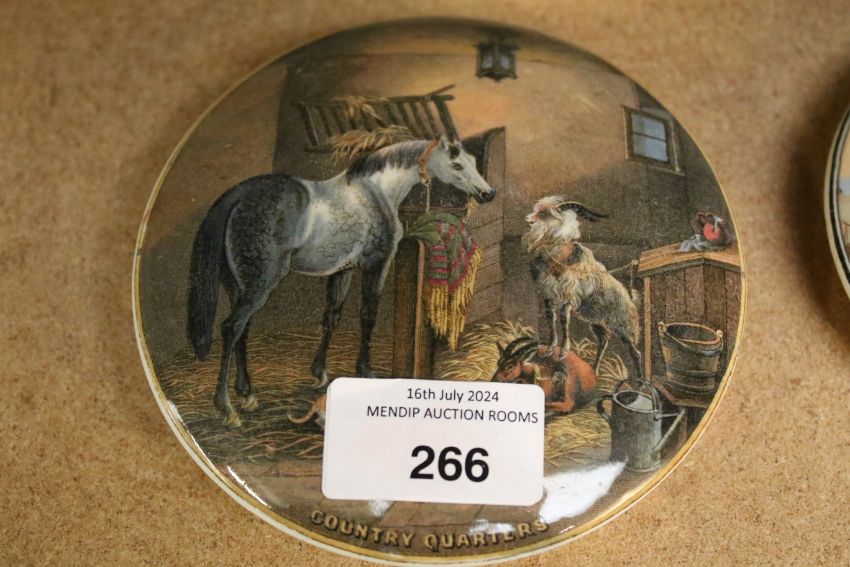 16th July 2024
MENDIP AUCTION ROOMS
266
COUNTRY QUARTERS